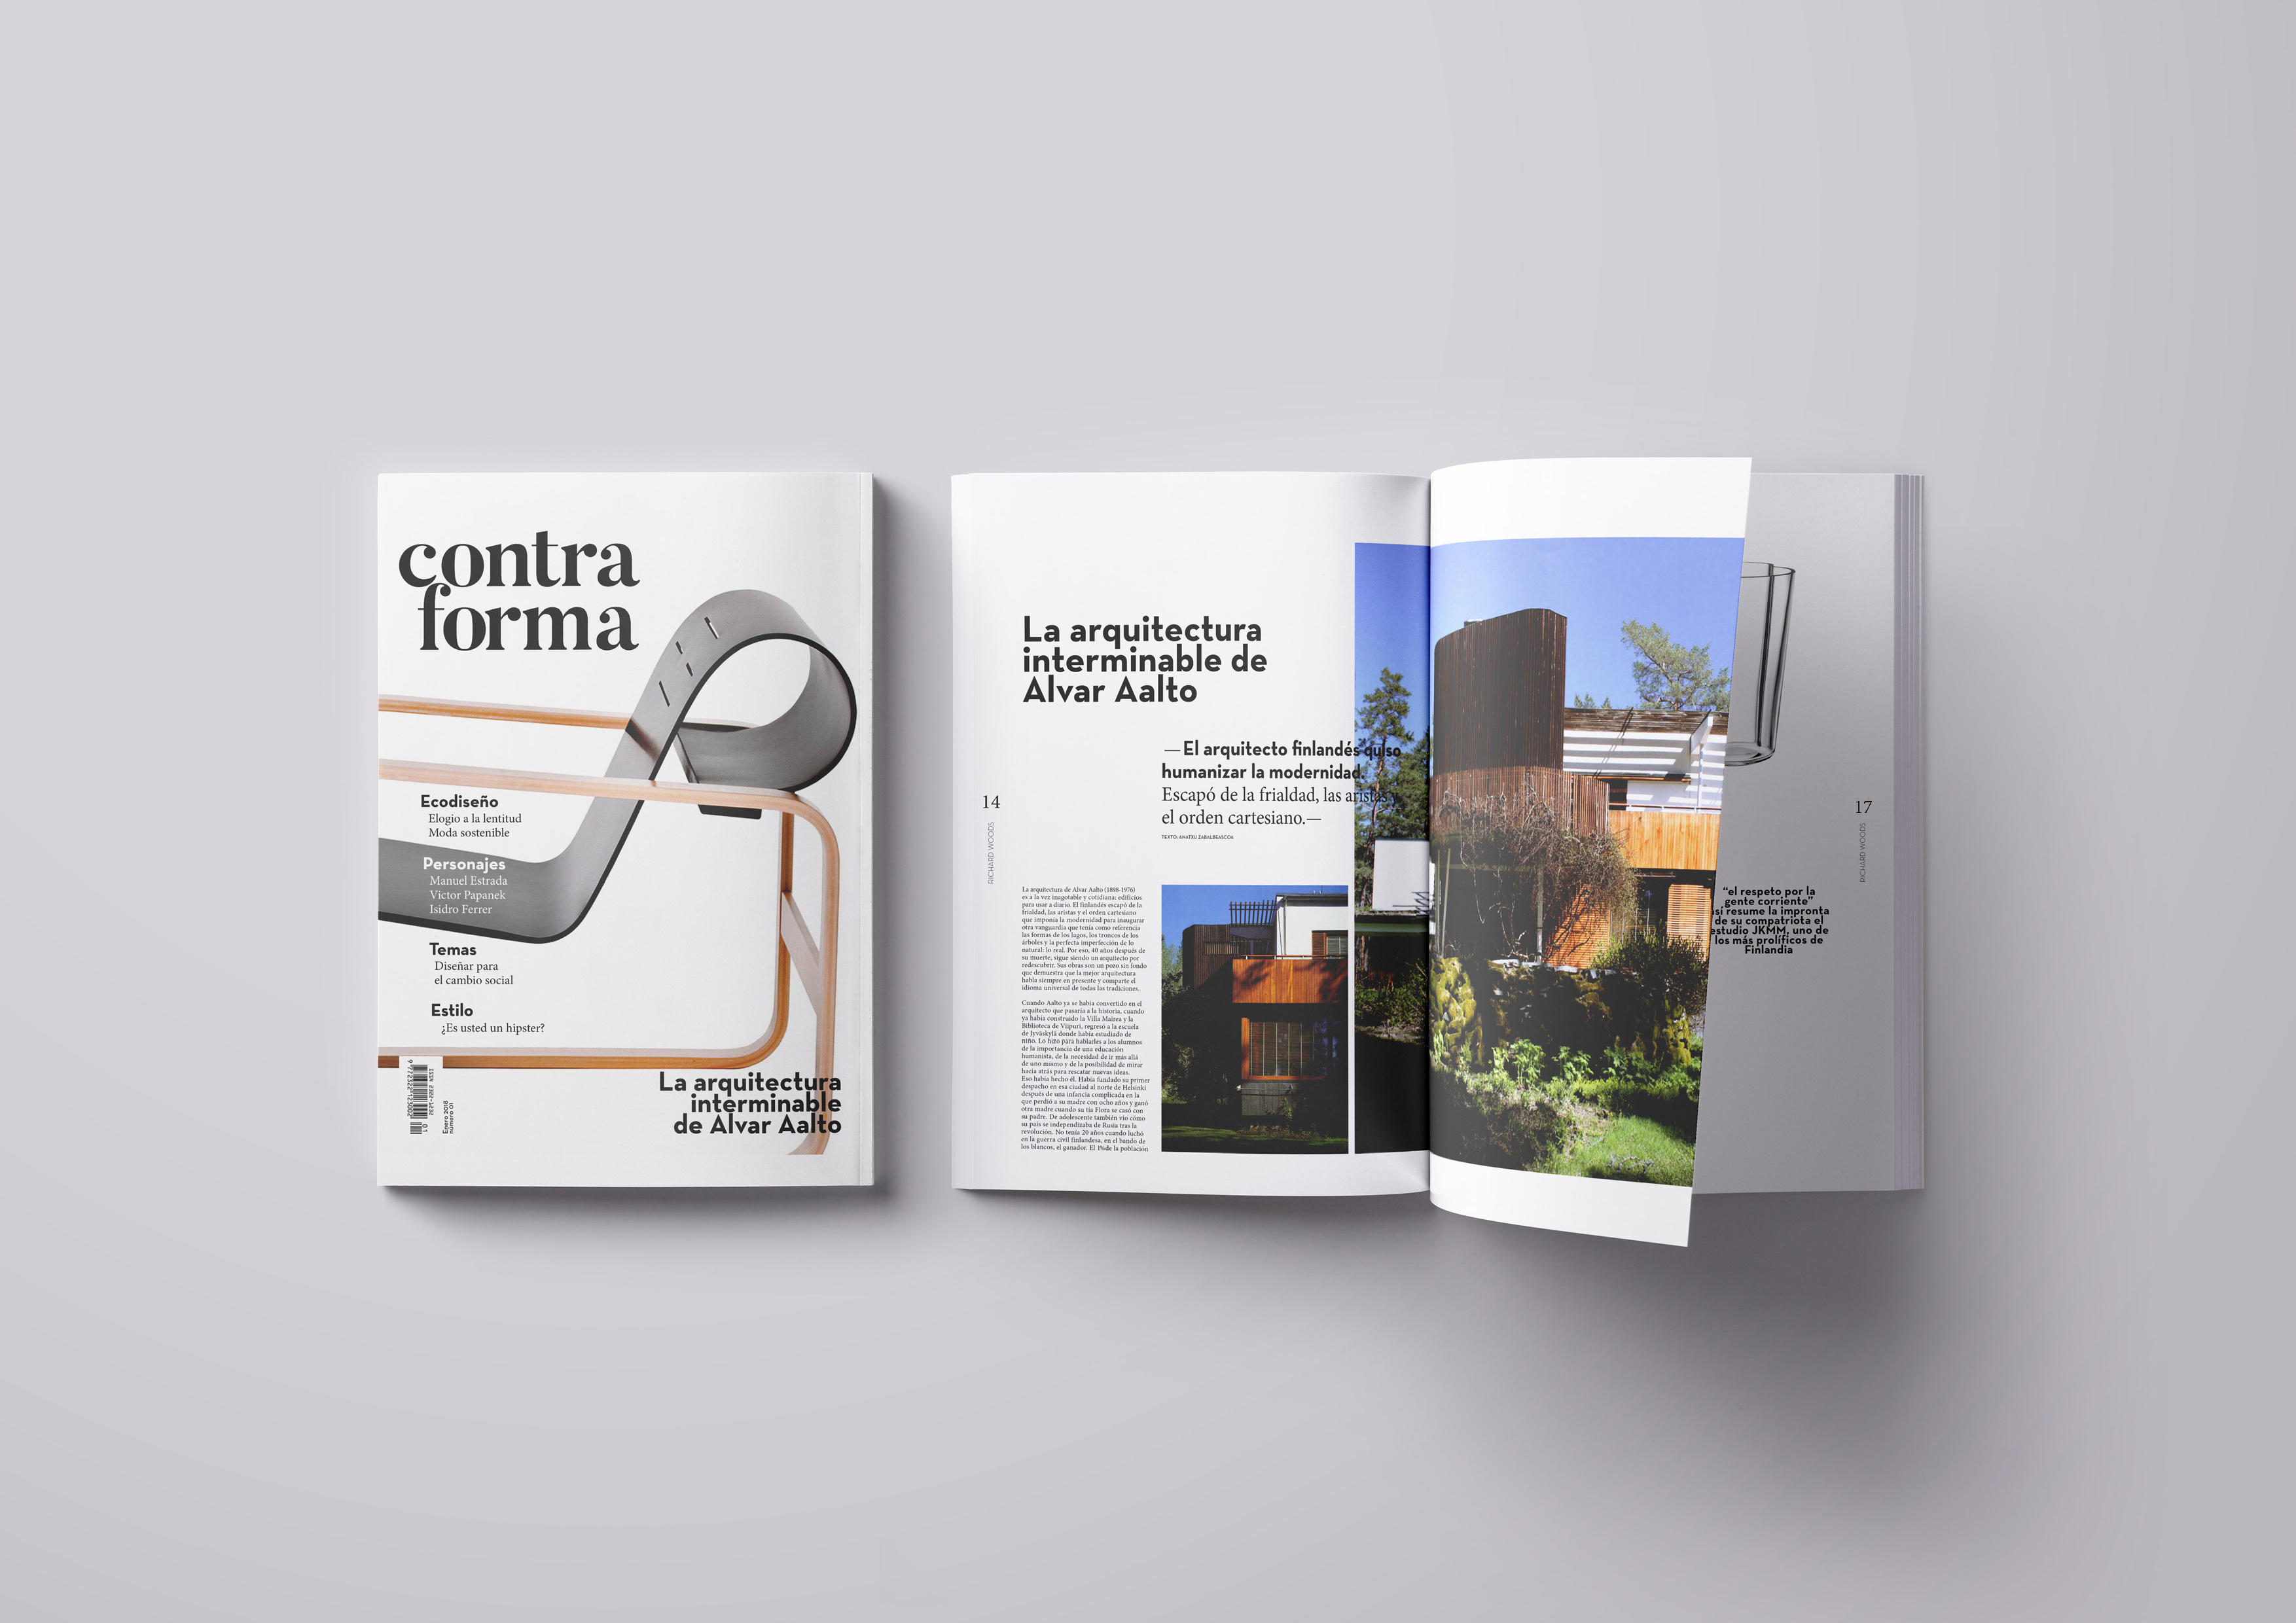 contra
forma
Ecodiseño
Elogio a la lentitud
Moda sostenible
Personajes
Manuel Estrada
Victor Papanek
Isidro Ferrer
Temas
Diseñar para
el cambio social
Estilo
¿Es usted un hipster?
01
Enero 2018
número 01
La arquitectura
interminable
de Alvar Aalto
La arquitectura
interminable de
Alvar Aalto
—El arquitecto finlandés quiso
humanizar la modernidad.
Escapó de la frialdad, las aristas y
el orden cartesiano.—
TEXTO: ANATXU ZABALBEASCOA
14
RICHARD WOODS
La arquitectura de Alvar Aalto (1898-1976)
es a la vez inagotable y cotidiana: edificios
para usar a diario. El finlandés escapó de la
frialdad, las aristas y el orden cartesiano
que imponía la modernidad para inaugurar
otra vanguardia que tenía como referencia
las formas de los lagos, los troncos de los
árboles y la perfecta imperfección de lo
natural: lo real. Por eso, 40 años después de
su muerte, sigue siendo un arquitecto por
redescubrir. Sus obras son un pozo sin fondo
que demuestra que la mejor arquitectura
habla siempre en presente y comparte el
idioma universal de todas las tradiciones.
Cuando Aalto ya se había convertido en el
arquitecto que pasaría a la historia, cuando
ya había construido la Villa Mairea y la
Biblioteca de Viipuri, regresó a la escuela
de Jyväskylä donde había estudiado de
niño. Lo hizo para hablarles a los alumnos
de la importancia de una educación
humanista, de la necesidad de ir más allá
de uno mismo y de la posibilidad de mirar
hacia atrás para rescatar nuevas ideas.
Eso había hecho él. Había fundado su primer
despacho en esa ciudad al norte de Helsinki
después de una infancia complicada en la
que perdió a su madre con ocho años y ganó
otra madre cuando su tía Flora se casó con
su padre. De adolescente también vio cómo
su país se independizaba de Rusia tras la
revolución. No tenía 20 años cuando luchó
en la guerra civil finlandesa, en el bando de
los blancos, el ganador. El 1%de la población
17
RICHARD WOODS
"el respeto por la
gente corriente"
así resume la impronta
de su compatriota el
estudio JKMM, uno de
los más prolíficos de
Finlandia